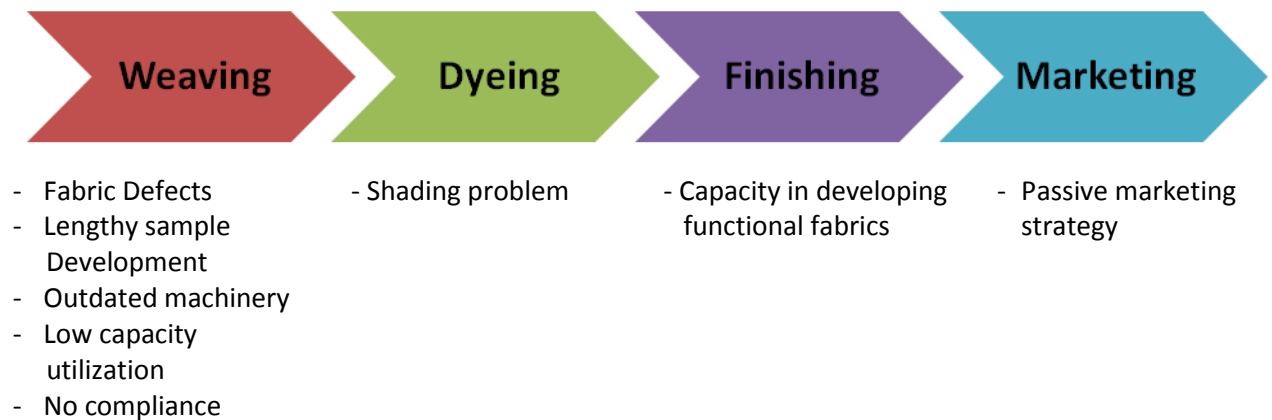 Weaving
Dyeing
Finishing
Marketing
- Fabric Defects
- Lengthy sample
Development
- Outdated machinery
- Low capacity
utilization
- No compliance
- Shading problem
- Capacity in developing
functional fabrics
- Passive marketing
strategy